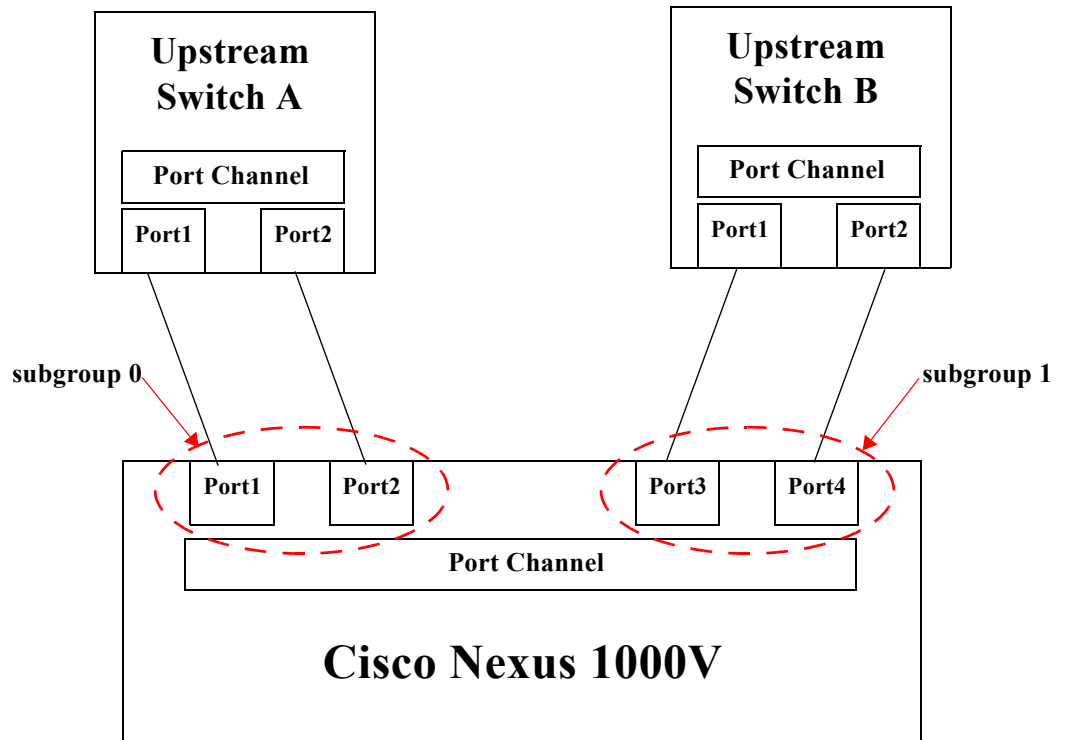 Upstream
Switch A
Port Channel
Port1
Port2
Upstream
Switch B
Port Channel
Port1
Port2
subgroup 0
subgroup 1
Port1
Port2
Port3
Port4
Port Channel
Cisco Nexus 1000V